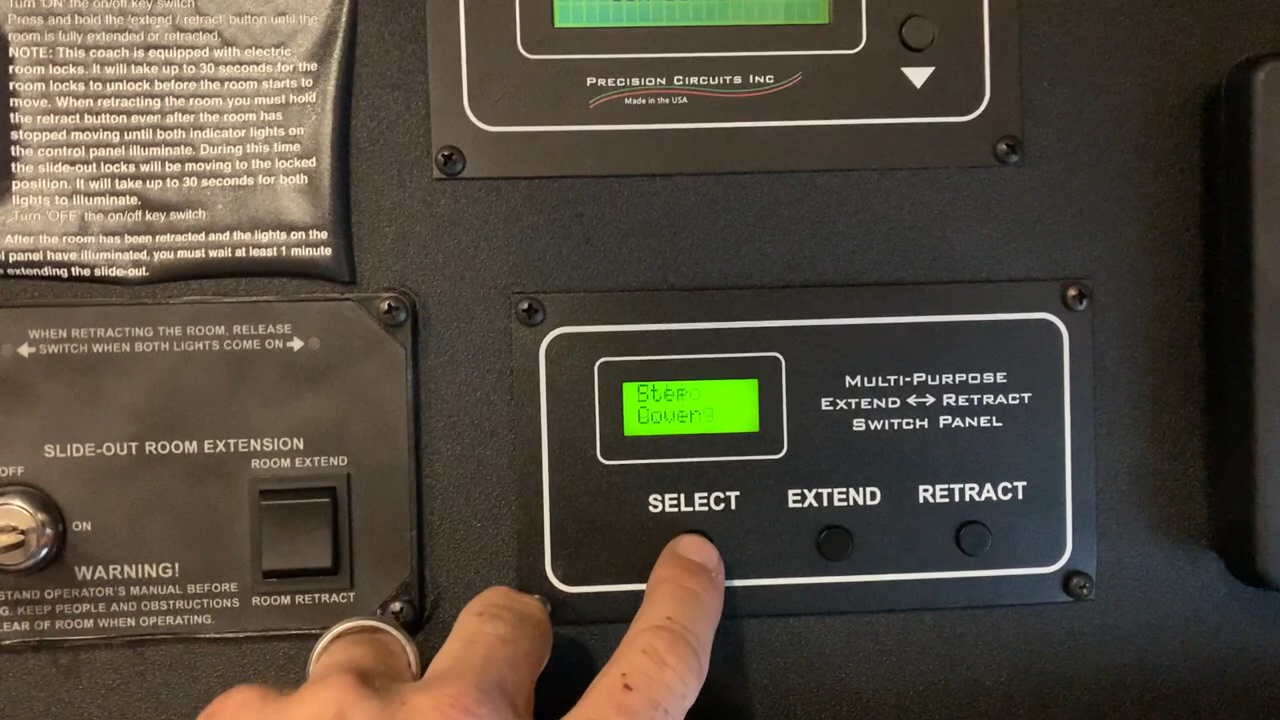 Turn 'ON' the on/off key switch
Press and hold the 'extend / retract' button until the
room is fully extended or retracted.
NOTE: This coach is equipped with electric
room locks. It will take up to 30 seconds for the
room locks to unlock before the room starts to
move. When retracting the room you must hold
the retract button even after the room has
stopped moving until both indicator lights on
the control panel illuminate. During this time
the slide-out locks will be moving to the locked
position. It will take up to 30 seconds for both
lights to illuminate.
Turn 'OFF' the on/off key switch
After the room has been retracted and the lights on the
panel have illuminated, you must wait at least 1 minute
extending the slide-out.
PRECISION CIRCUITS INC
Made in the USA
WHEN RETRACTING THE ROOM, RELEASE
SWITCH WHEN BOTH LIGHTS COME ON
SLIDE-OUT ROOM EXTENSION
OFF
ON
ROOM EXTEND
ROOM RETRACT
WARNING!
STAND OPERATOR'S MANUAL BEFORE
G. KEEP PEOPLE AND OBSTRUCTIONS
LEAR OF ROOM WHEN OPERATING.
MULTI-PURPOSE
EXTEND ↔ RETRACT
SWITCH PANEL
SELECT
EXTEND
RETRACT